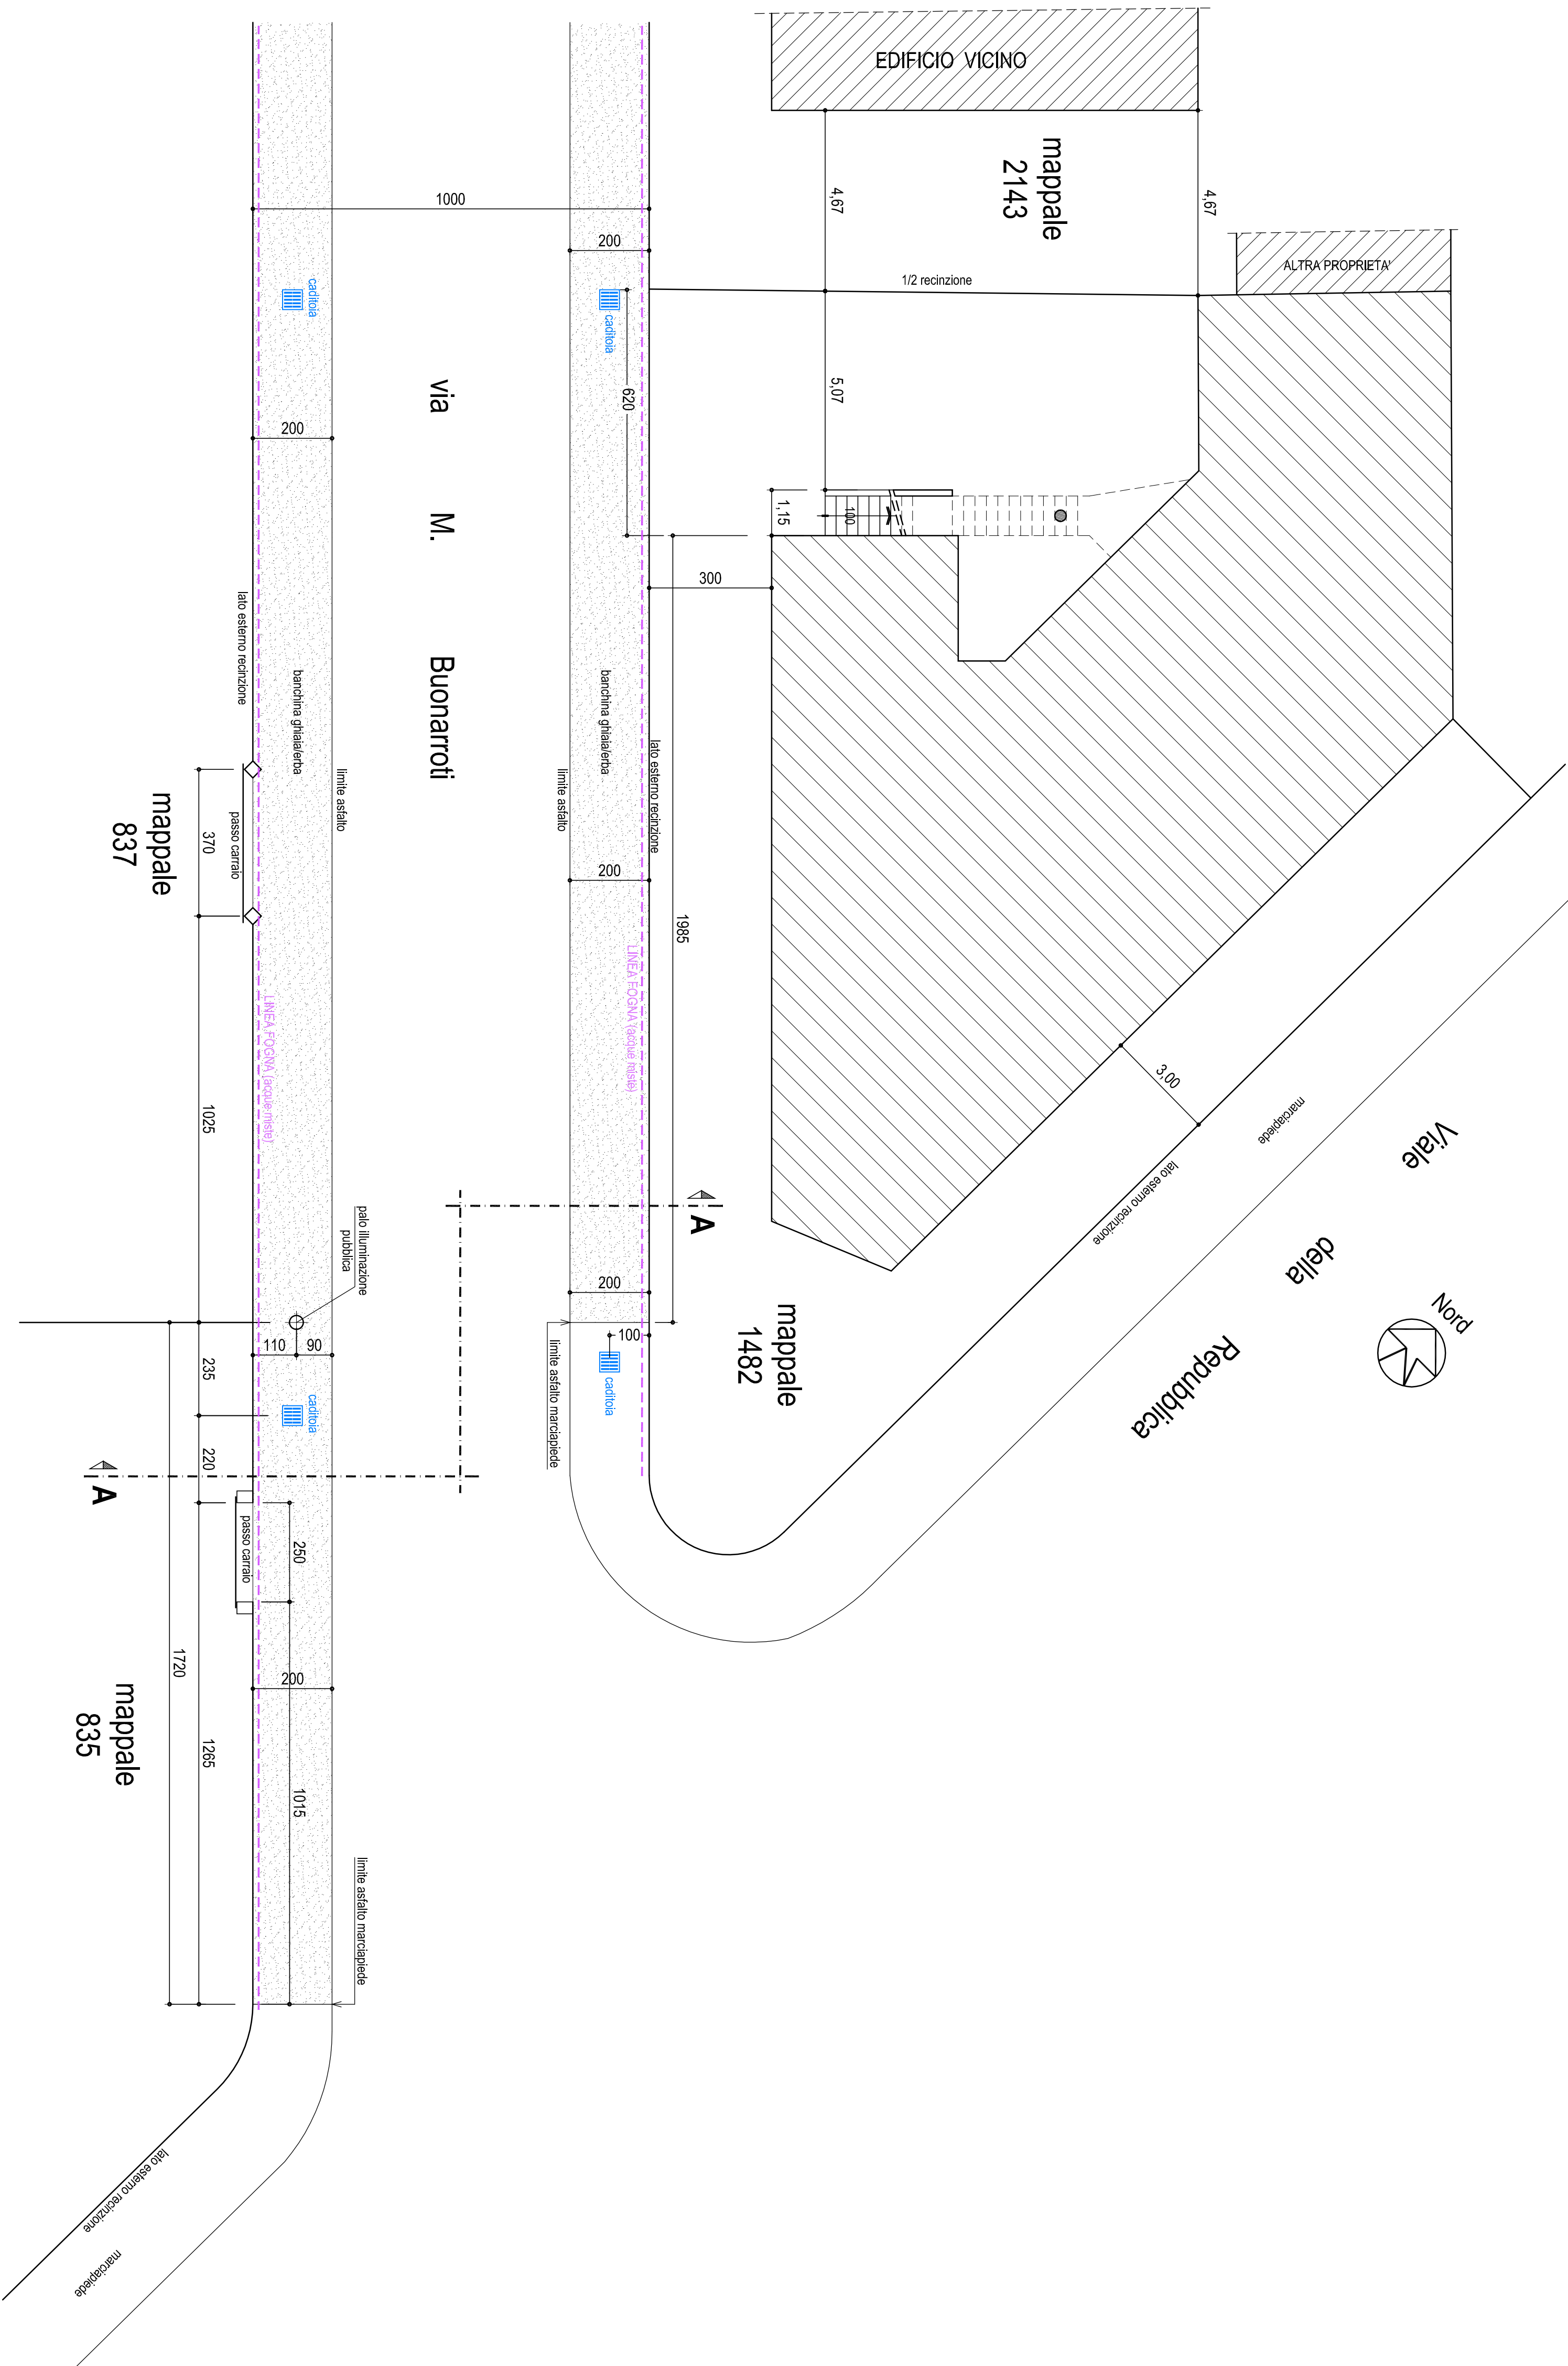 EDIFICIO VICINO
mappale
2143
4,67
4,67
ALTRA PROPRIETA'
1/2 recinzione
1000
200
caditoia
caditoia
620
5,07
1,15
100
300
200
via M. Buonarroti
lato esterno recinzione
banchina ghiaia/erba
limite asfalto
banchina ghiaia/erba
lato esterno recinzione
limite asfalto
passo carraio
370
mappale
837
200
1985
LINEA FOGNA (acque miste)
LINEA FOGNA (acque miste)
1025
3,00
marciapiede
lato esterno recinzione
Viale della Repubblica
Nord
A
palo illuminazione
pubblica
200
100
caditoia
limite asfalto marciapiede
mappale
1482
110
90
235
caditoia
220
A
passo carraio
250
200
1720
1265
1015
mappale
835
limite asfalto marciapiede
lato esterno recinzione
marciapiede